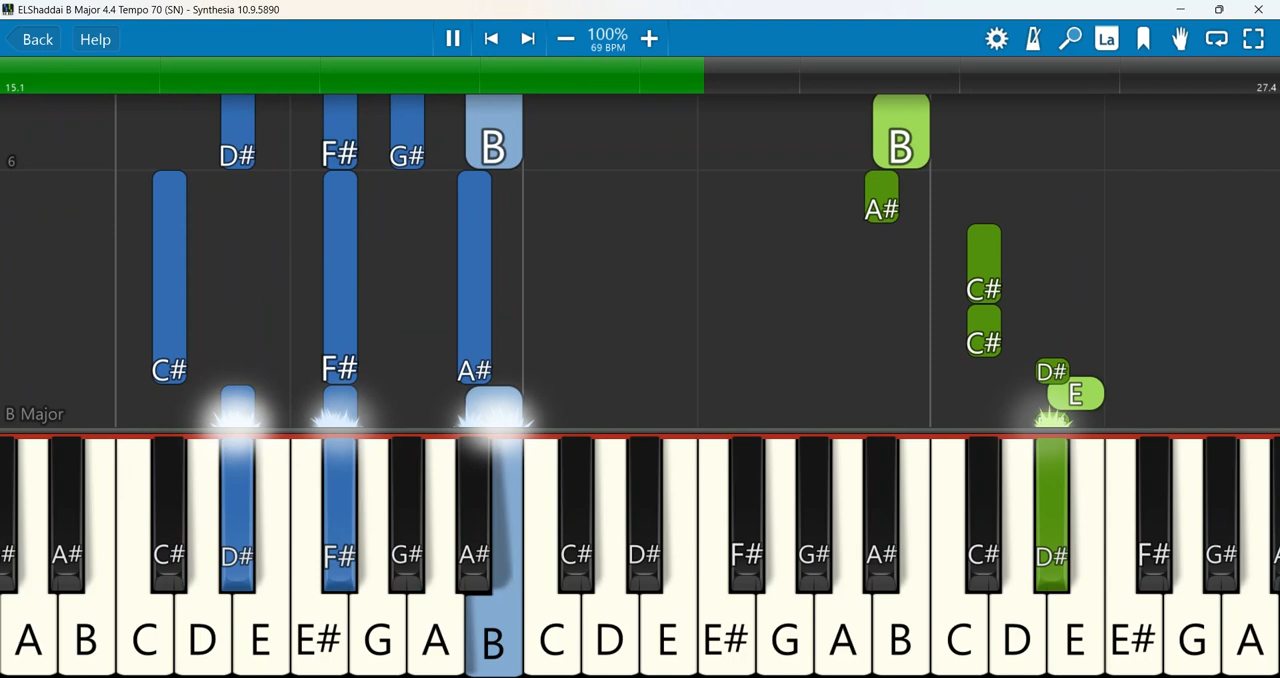 ELShaddai B Major 4.4 Tempo 70 (SN) - Synthesia 10.9.5890
Back Help 100% La
69 BPM
15.1 27.4
D# F# G# B B
6
A#
C#
C# F# A# C#
D#
E
B Major
# A# C# D# F# G# A# C# D# F# G# A# C# D# F# G# A
A B C D E E# G A B C D E E# G A B C D E E# G A